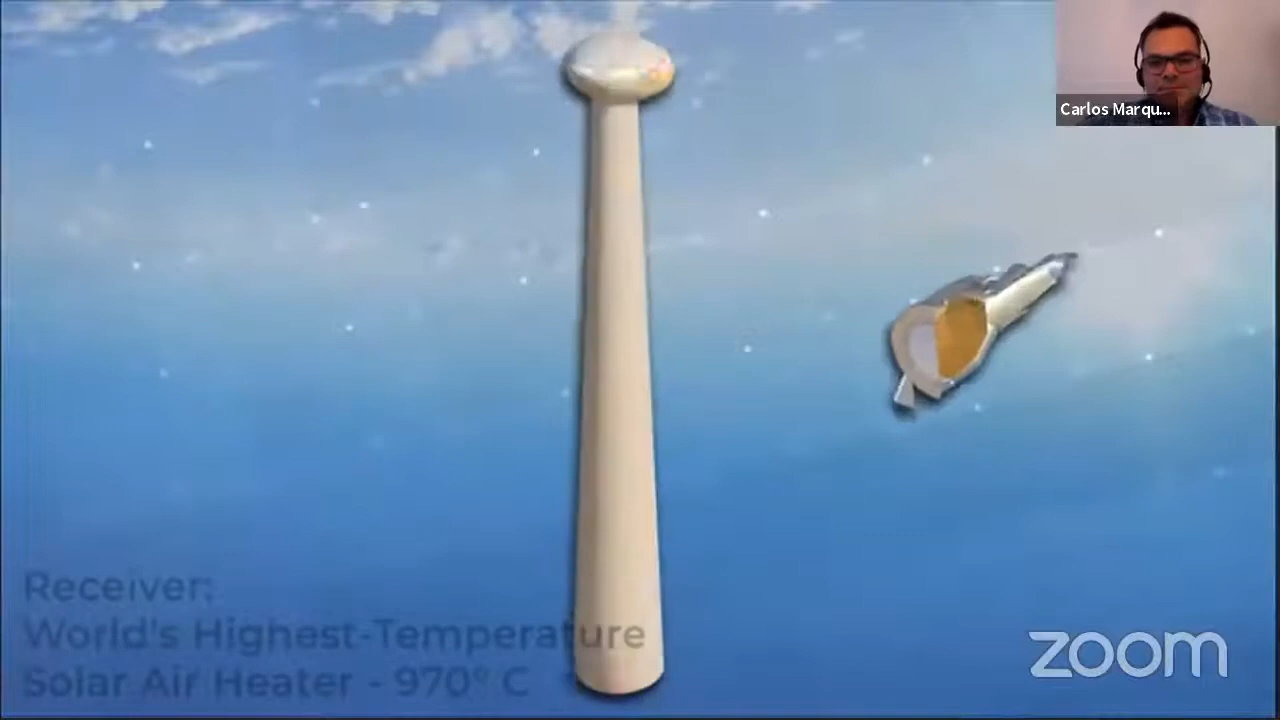 Carlos Marqu...
Receiver:
World's Highest-Temperature
Solar Air Heater - 970° C
zoom